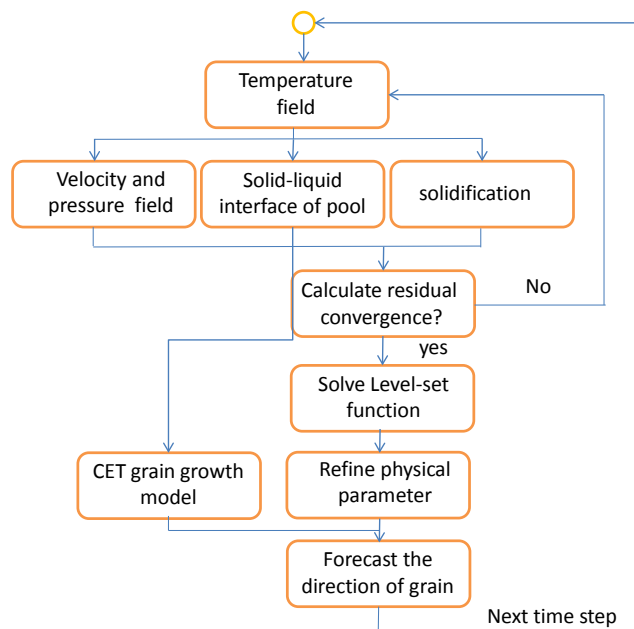 Temperature
field
Velocity and
pressure field
Solid-liquid
interface of pool
solidification
Calculate residual
convergence?
No
yes
Solve Level-set
function
CET grain growth
model
Refine physical
parameter
Forecast the
direction of grain
Next time step